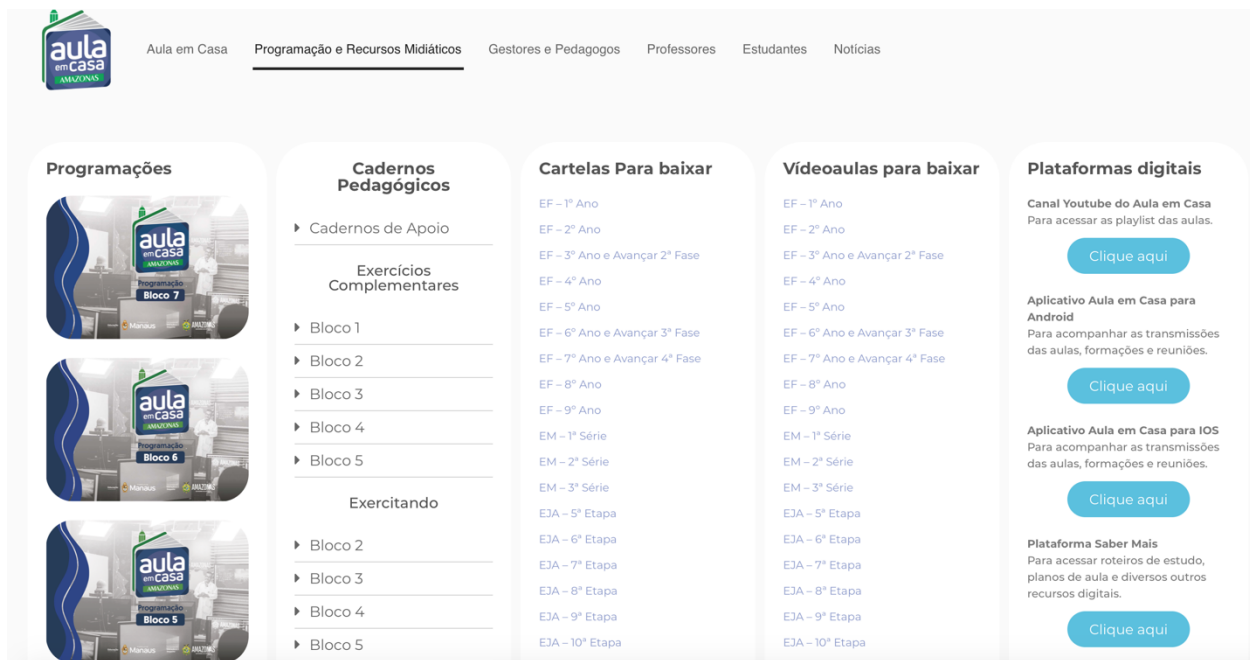 aula
em casa
AMAZONAS
Aula em Casa
Programação e Recursos Midiáticos
Gestores e Pedagogos
Professores
Estudantes
Notícias
Programações
aula
em casa
AMAZONAS
Programação
Bloco 7
Manaus
AMAZONAS
aula
em casa
AMAZONAS
Programação
Bloco 6
Manaus
AMAZONAS
aula
em casa
AMAZONAS
Programação
Bloco 5
Manaus
AMAZONAS
Cadernos
Pedagógicos
Cadernos de Apoio
Exercícios
Complementares
Bloco 1
Bloco 2
Bloco 3
Bloco 4
Bloco 5
Exercitando
Bloco 2
Bloco 3
Bloco 4
Bloco 5
Cartelas Para baixar
EF – 1º Ano
EF – 2º Ano
EF – 3º Ano e Avançar 2ª Fase
EF – 4º Ano
EF – 5º Ano
EF – 6º Ano e Avançar 3ª Fase
EF – 7º Ano e Avançar 4ª Fase
EF – 8º Ano
EF – 9º Ano
EM – 1ª Série
EM – 2ª Série
EM – 3ª Série
EJA – 5ª Etapa
EJA – 6ª Etapa
EJA – 7ª Etapa
EJA – 8ª Etapa
EJA – 9ª Etapa
EJA – 10ª Etapa
Vídeoaulas para baixar
EF – 1º Ano
EF – 2º Ano
EF – 3º Ano e Avançar 2ª Fase
EF – 4º Ano
EF – 5º Ano
EF – 6º Ano e Avançar 3ª Fase
EF – 7º Ano e Avançar 4ª Fase
EF – 8º Ano
EF – 9º Ano
EM – 1ª Série
EM – 2ª Série
EM – 3ª Série
EJA – 5ª Etapa
EJA – 6ª Etapa
EJA – 7ª Etapa
EJA – 8ª Etapa
EJA – 9ª Etapa
EJA – 10ª Etapa
Plataformas digitais
Canal Youtube do Aula em Casa
Para acessar as playlist das aulas.
Clique aqui
Aplicativo Aula em Casa para
Android
Para acompanhar as transmissões
das aulas, formações e reuniões.
Clique aqui
Aplicativo Aula em Casa para IOS
Para acompanhar as transmissões
das aulas, formações e reuniões.
Clique aqui
Plataforma Saber Mais
Para acessar roteiros de estudo,
planos de aula e diversos outros
recursos digitais.
Clique aqui